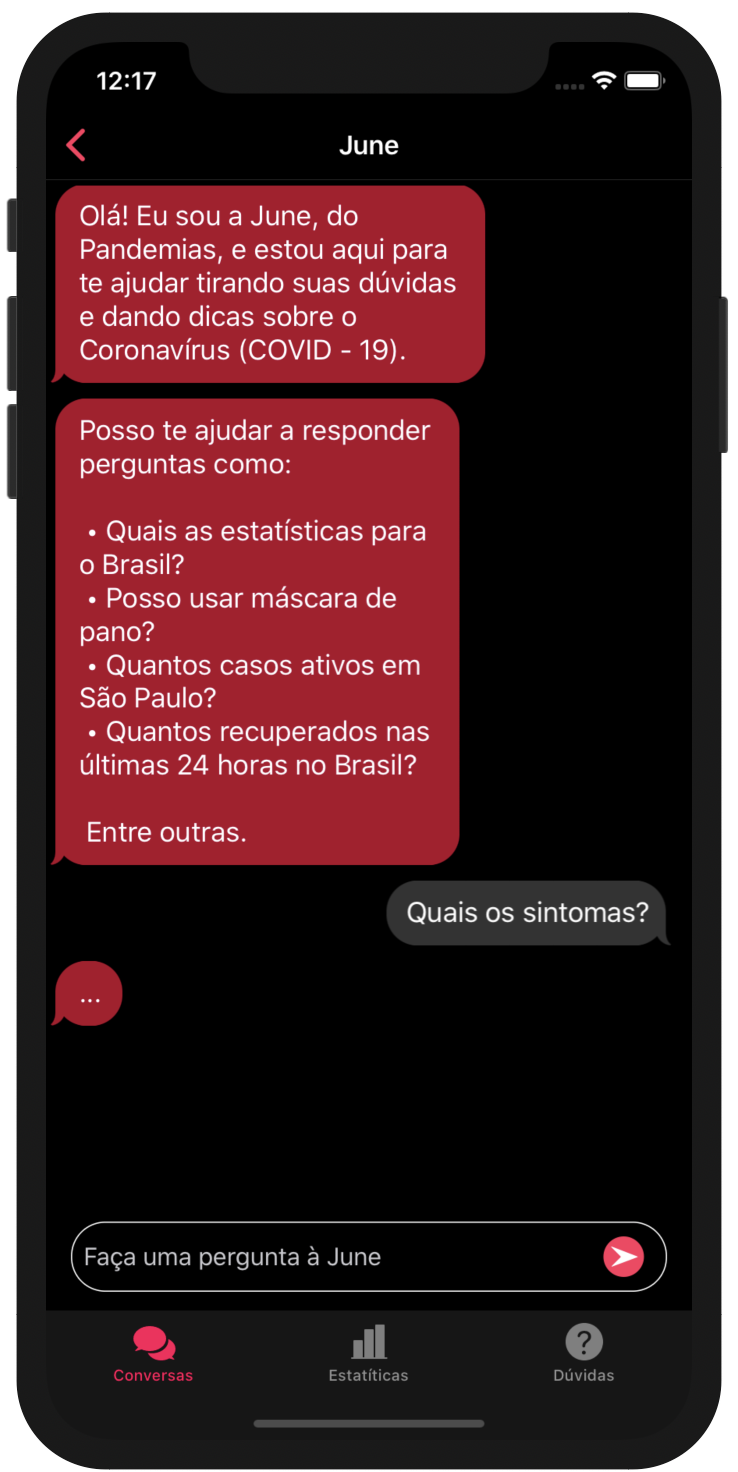 12:17
June
Olá! Eu sou a June, do
Pandemias, e estou aqui para
te ajudar tirando suas dúvidas
e dando dicas sobre o
Coronavírus (COVID - 19).
Posso te ajudar a responder
perguntas como:
• Quais as estatísticas para
o Brasil?
• Posso usar máscara de
pano?
• Quantos casos ativos em
São Paulo?
• Quantos recuperados nas
últimas 24 horas no Brasil?
Entre outras.
Quais os sintomas?
...
Faça uma pergunta à June
Conversas
Estatíticas
Dúvidas